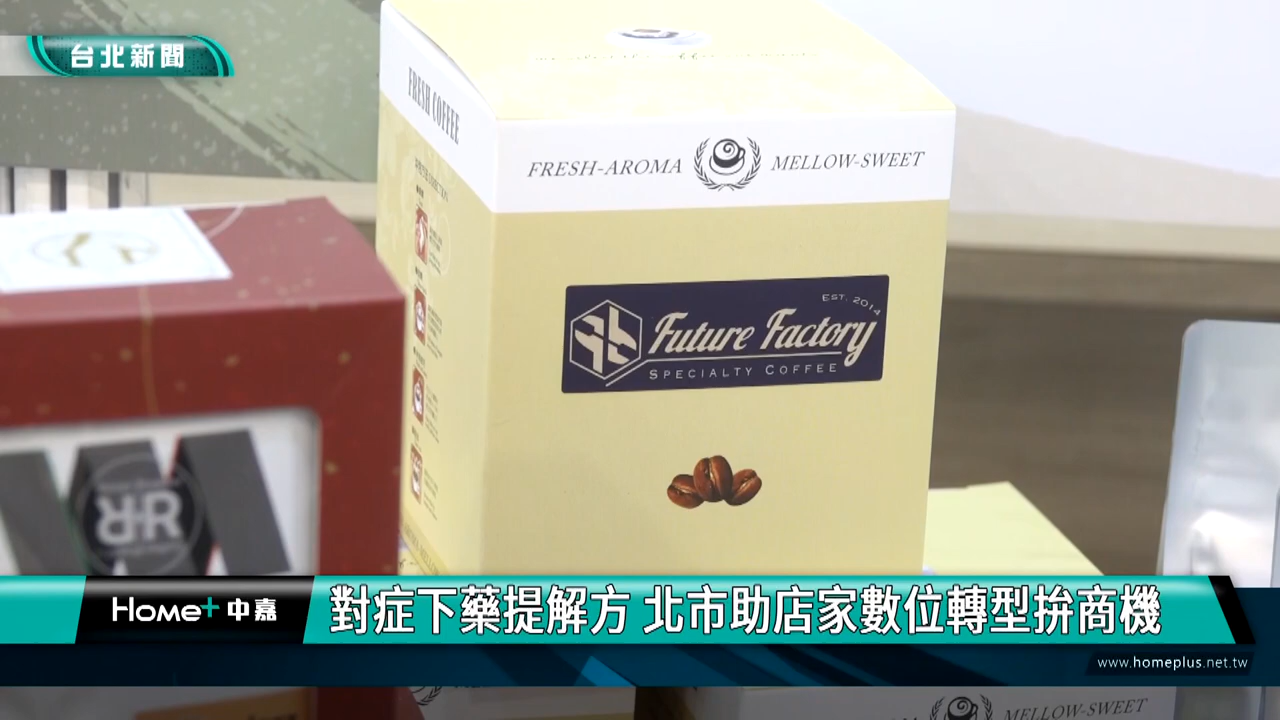 台北新聞
FRESH COFFEE
FRESH-AROMA MELLOW-SWEET
EST. 2014
Future Factory
SPECIALTY COFFEE
R+R
Home+中嘉
對症下藥提解方 北市助店家數位轉型拚商機
www.homeplus.net.tw
MELLOW-SWEET